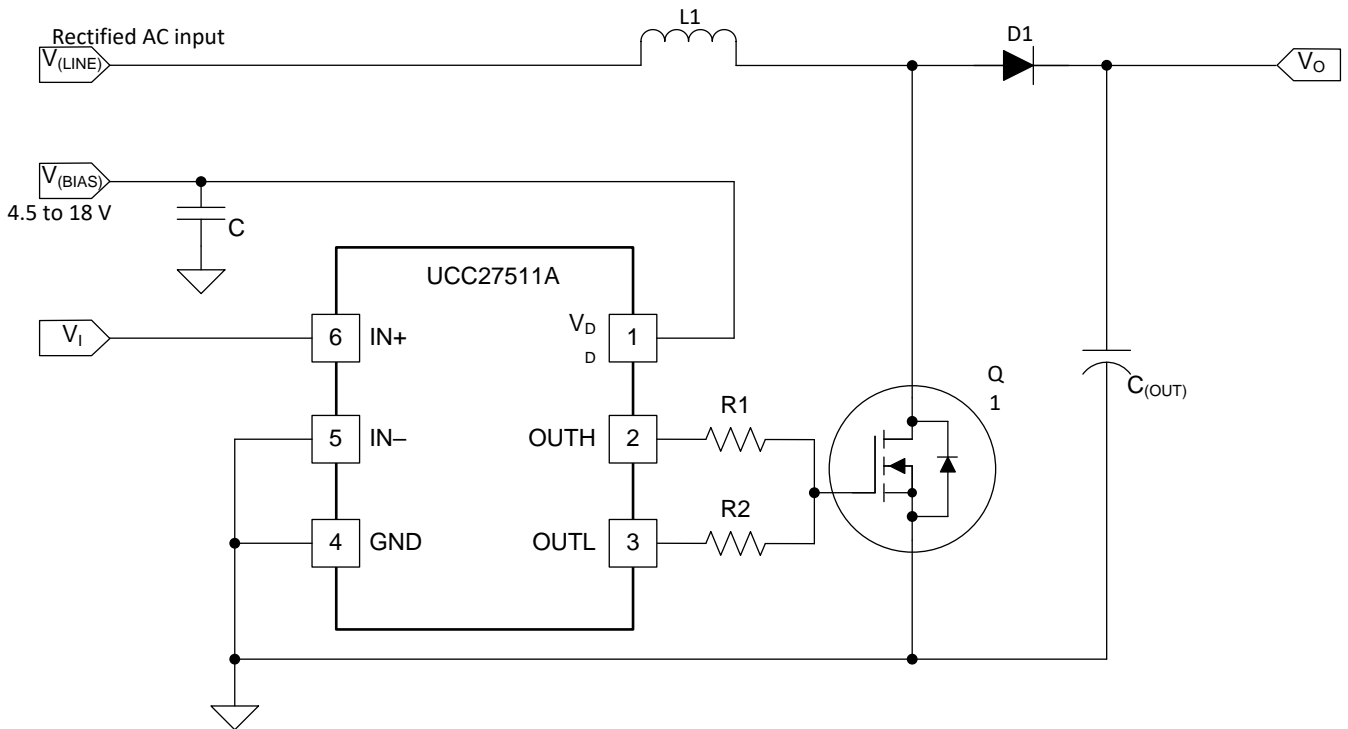 L1
Rectified AC input
D1
V(LINE)
VO
V(BIAS)
4.5 to 18 V
C
UCC27511A
VI
6 IN+
VD
D
1
C(OUT)
Q
1
R1
5 IN–
OUTH 2
R2
4 GND
OUTL 3